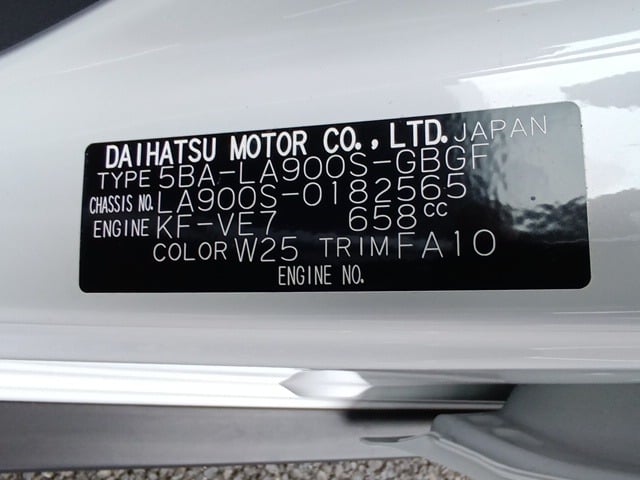 DAIHATSU MOTOR CO., LTD. JAPAN
TYPE 5BA-LA900S-GBGF
CHASSIS NO. LA900S-0182565
ENGINE KF-VE7 658cc
COLOR W25 TRIM FA10
ENGINE NO.